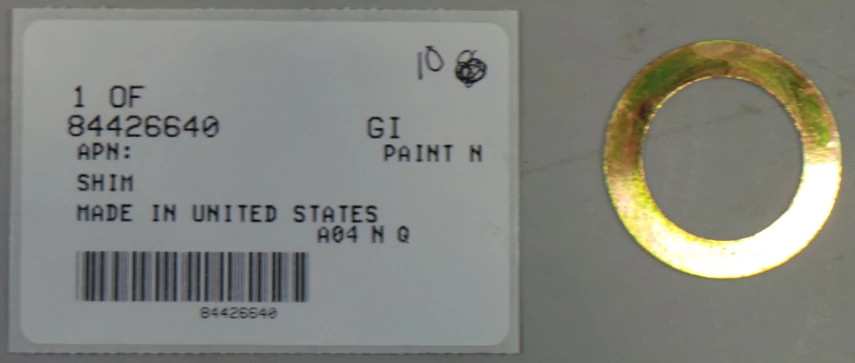 10
1 OF
84426640 GI
APN: PAINT N
SHIM
MADE IN UNITED STATES
A04 N Q
84426640